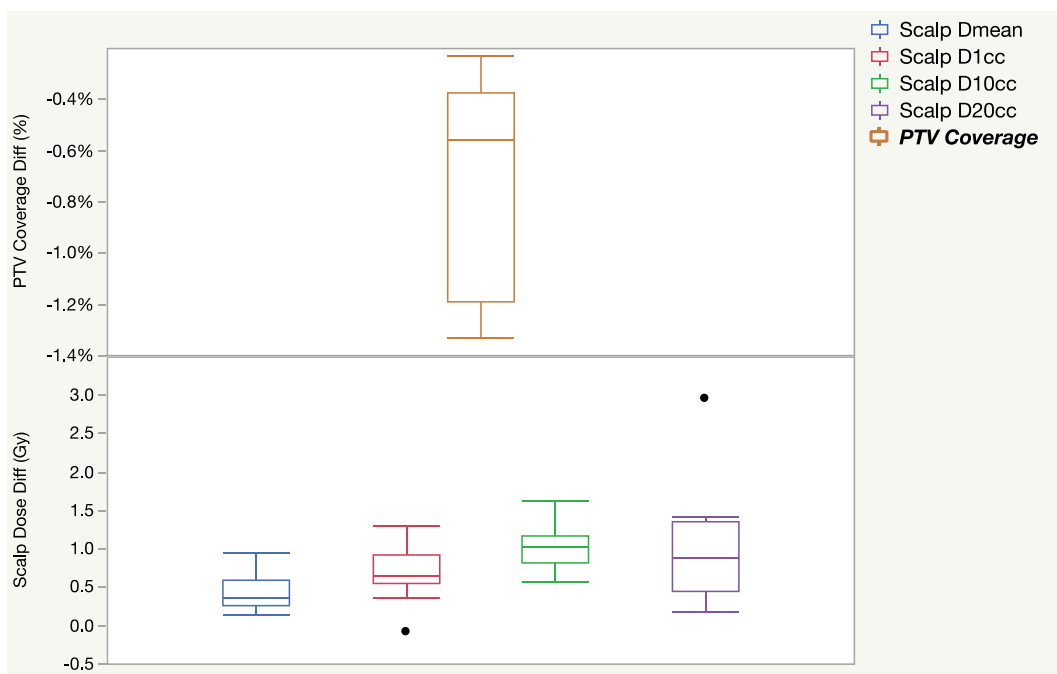 PTV Coverage Diff (%)
-0.4%
-0.6%
-0.8%
-1.0%
-1.2%
-1.4%
Scalp Dose Diff (Gy)
3.0
2.5
2.0
1.5
1.0
0.5
0.0
-0.5
Scalp Dmean
Scalp D1cc
Scalp D10cc
Scalp D20cc
PTV Coverage